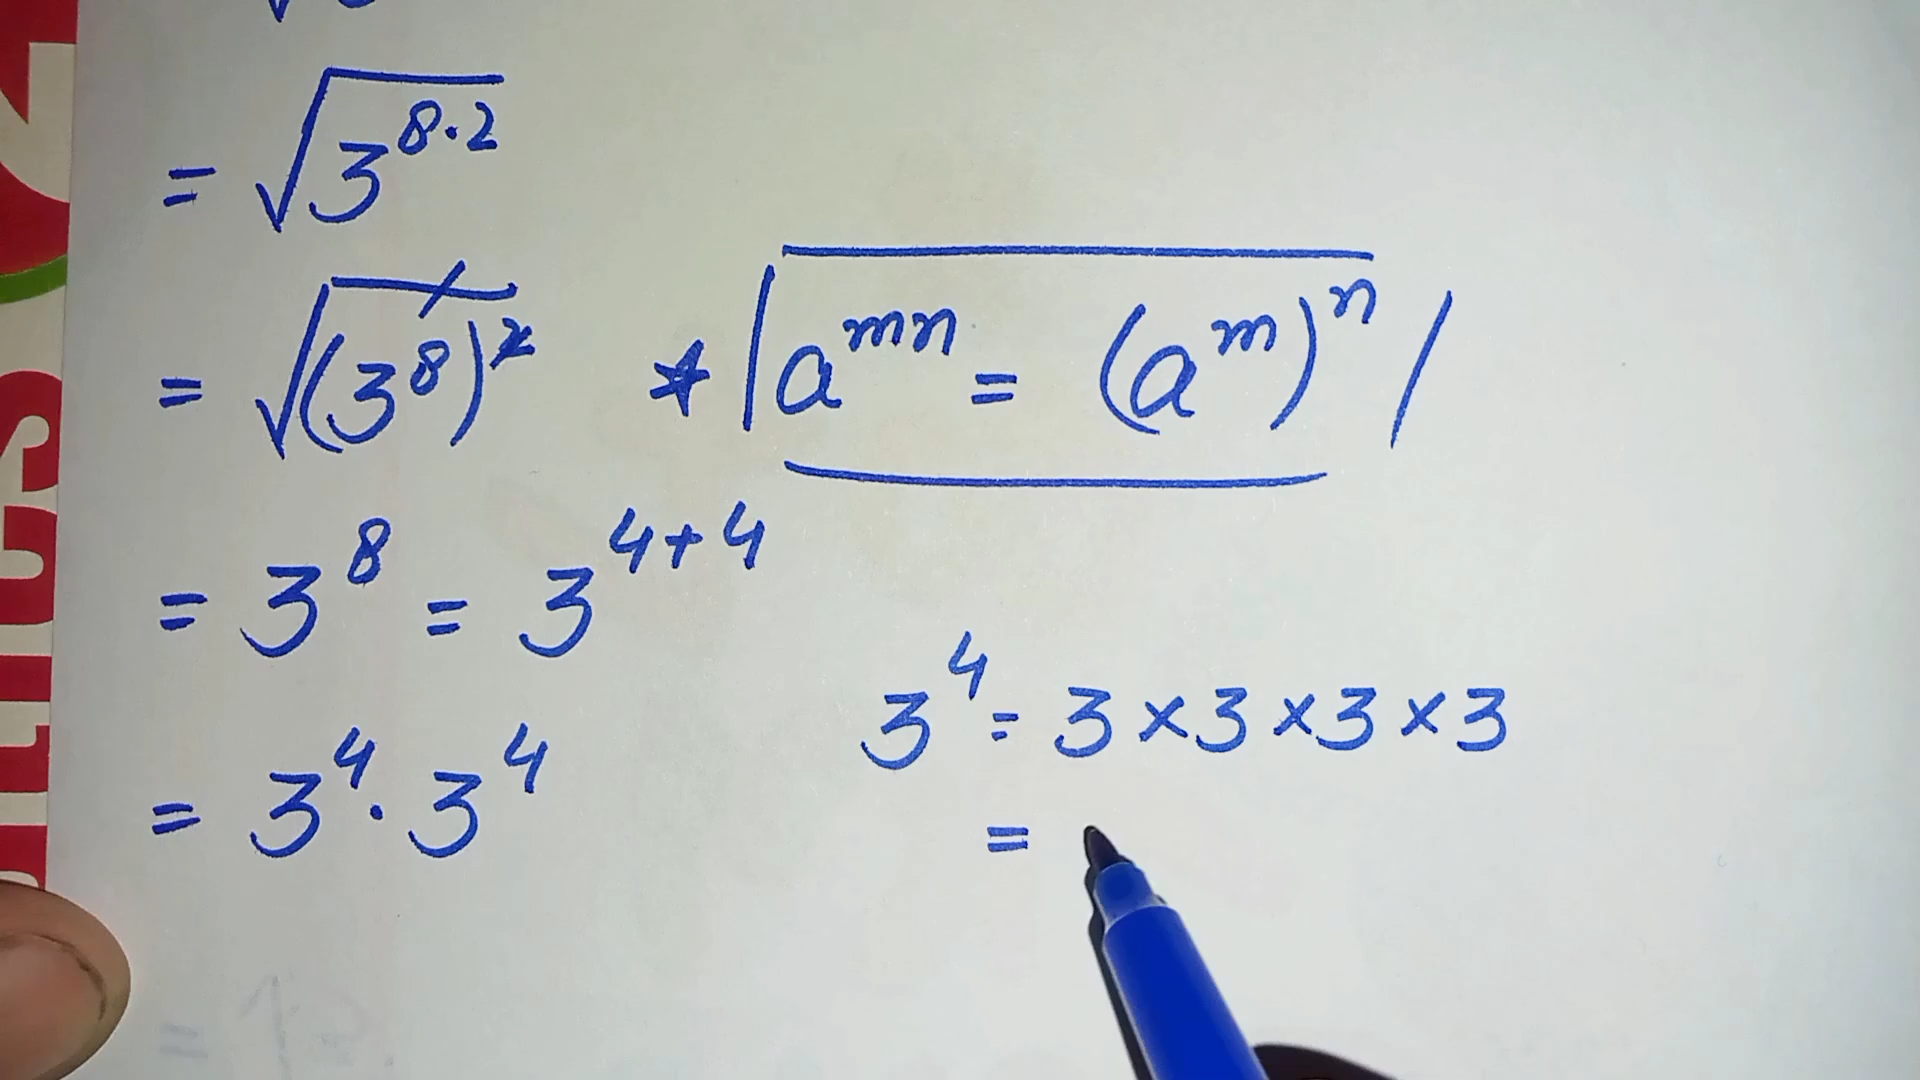 = √3^{8·2}
= √(3^8)^2 * |a^{mn} = (a^m)^n|
= 3^8 = 3^{4+4}
= 3^4 · 3^4
3^4 = 3 × 3 × 3 × 3
=